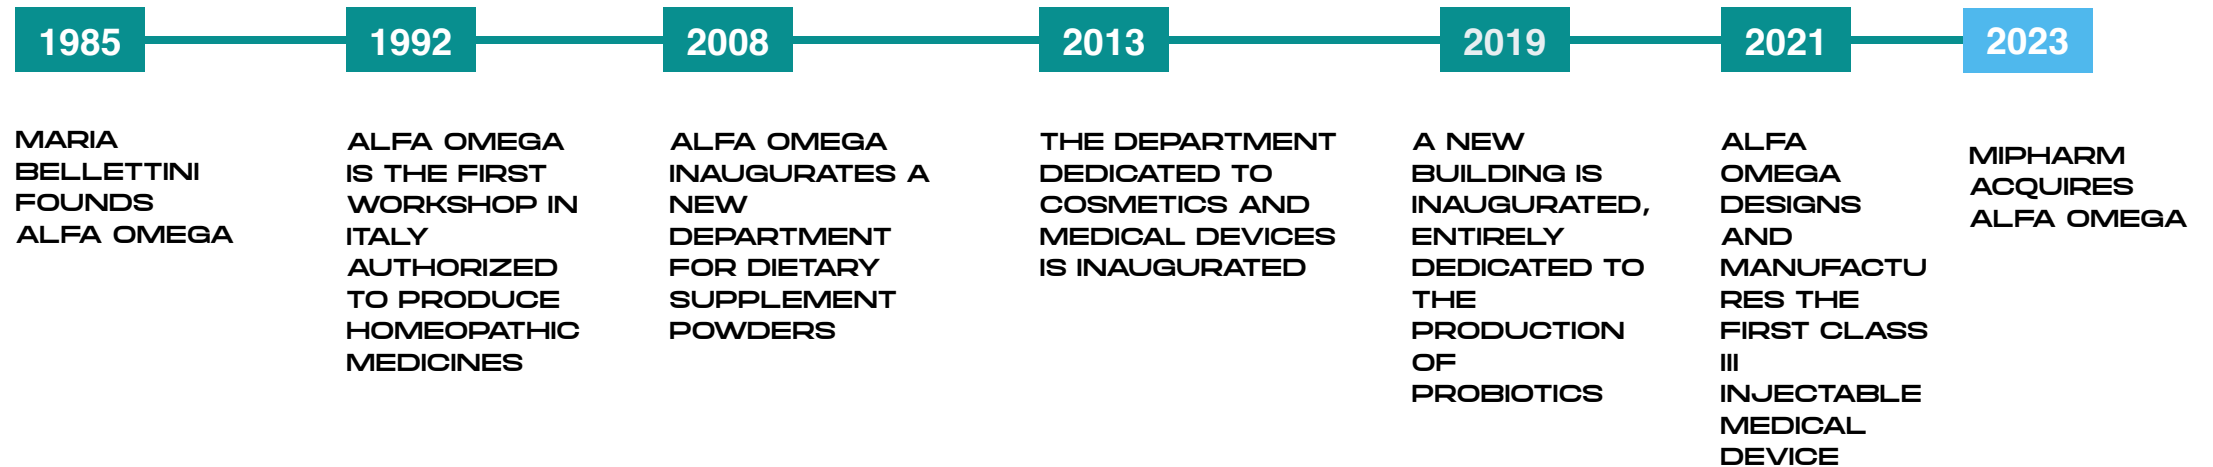 1985
1992
2008
2013
2019
2021
2023
MARIA
BELLETTINI
FOUNDS
ALFA OMEGA
ALFA OMEGA
IS THE FIRST
WORKSHOP IN
ITALY
AUTHORIZED
TO PRODUCE
HOMEOPATHIC
MEDICINES
ALFA OMEGA
INAUGURATES A
NEW
DEPARTMENT
FOR DIETARY
SUPPLEMENT
POWDERS
THE DEPARTMENT
DEDICATED TO
COSMETICS AND
MEDICAL DEVICES
IS INAUGURATED
A NEW
BUILDING IS
INAUGURATED,
ENTIRELY
DEDICATED TO
THE
PRODUCTION
OF
PROBIOTICS
ALFA
OMEGA
DESIGNS
AND
MANUFACTU
RES THE
FIRST CLASS
III
INJECTABLE
MEDICAL
DEVICE
MIPHARM
ACQUIRES
ALFA OMEGA